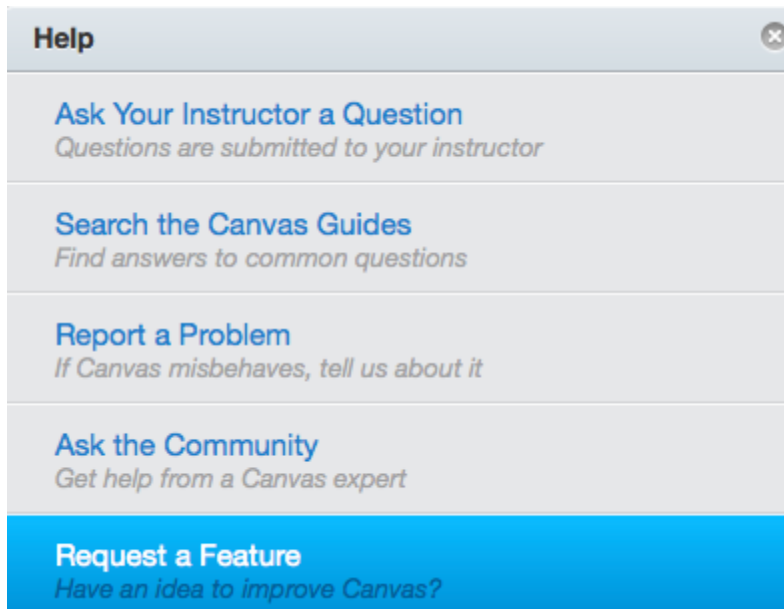 Help
Ask Your Instructor a Question
Questions are submitted to your instructor
Search the Canvas Guides
Find answers to common questions
Report a Problem
If Canvas misbehaves, tell us about it
Ask the Community
Get help from a Canvas expert
Request a Feature
Have an idea to improve Canvas?